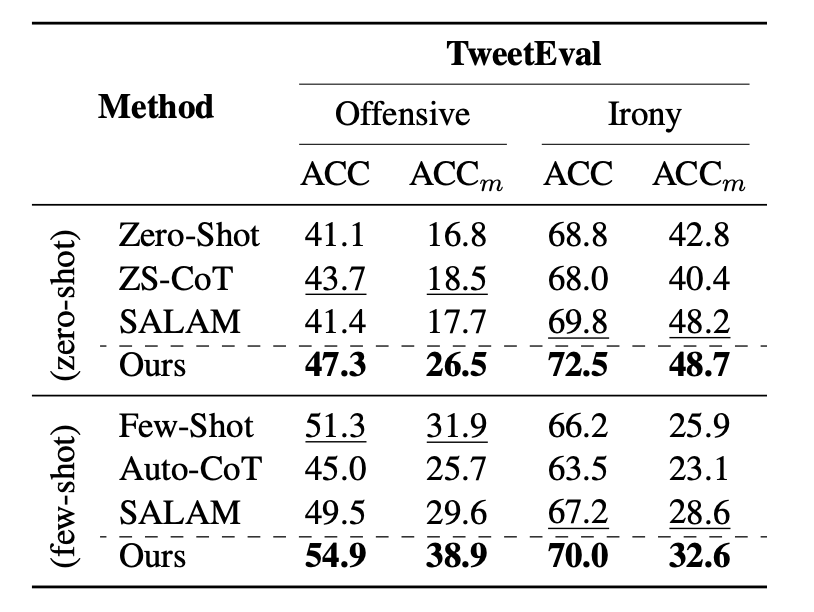 TweetEval
Method
Offensive Irony
ACC ACCm ACC ACCm
(zero-shot)
Zero-Shot 41.1 16.8 68.8 42.8
ZS-CoT 43.7 18.5 68.0 40.4
SALAM 41.4 17.7 69.8 48.2
Ours 47.3 26.5 72.5 48.7
(few-shot)
Few-Shot 51.3 31.9 66.2 25.9
Auto-CoT 45.0 25.7 63.5 23.1
SALAM 49.5 29.6 67.2 28.6
Ours 54.9 38.9 70.0 32.6